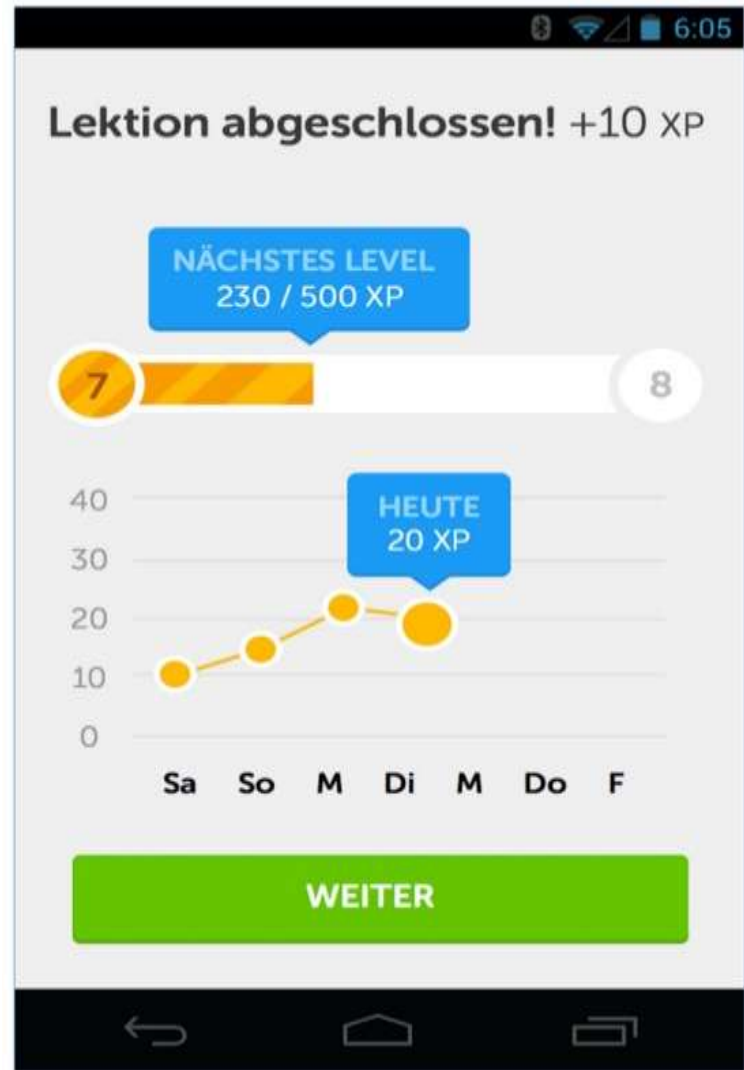 6:05
Lektion abgeschlossen! +10 XP
NÄCHSTES LEVEL
230 / 500 XP
7 8
40
HEUTE
20 XP
30
20
10
0
Sa So M Di M Do F
WEITER